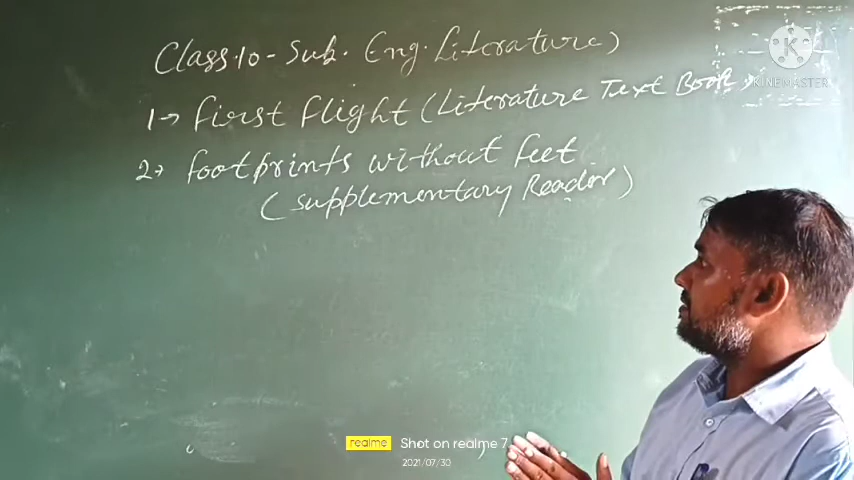 Class.10 - Sub. Eng. Literature)
1→ First flight (Literature Text Book)
2→ footprints without feet
(supplementary Reader)
KINEMASTER
realme Shot on realme 7
2021/07/30